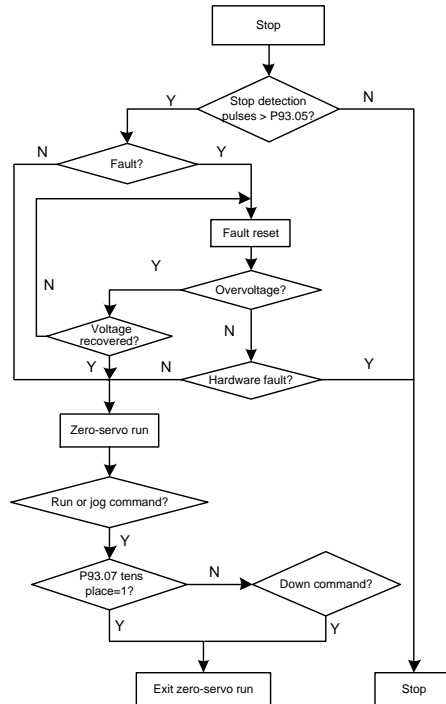 Stop
Y
Stop detection
pulses > P93.05?
N
N
Fault?
Y
Fault reset
Y
Overvoltage?
N
Voltage
recovered?
N
Y
N
Hardware fault?
Y
Zero-servo run
Run or jog command?
Y
P93.07 tens
place=1?
N
Down command?
Y
Y
Exit zero-servo run
Stop